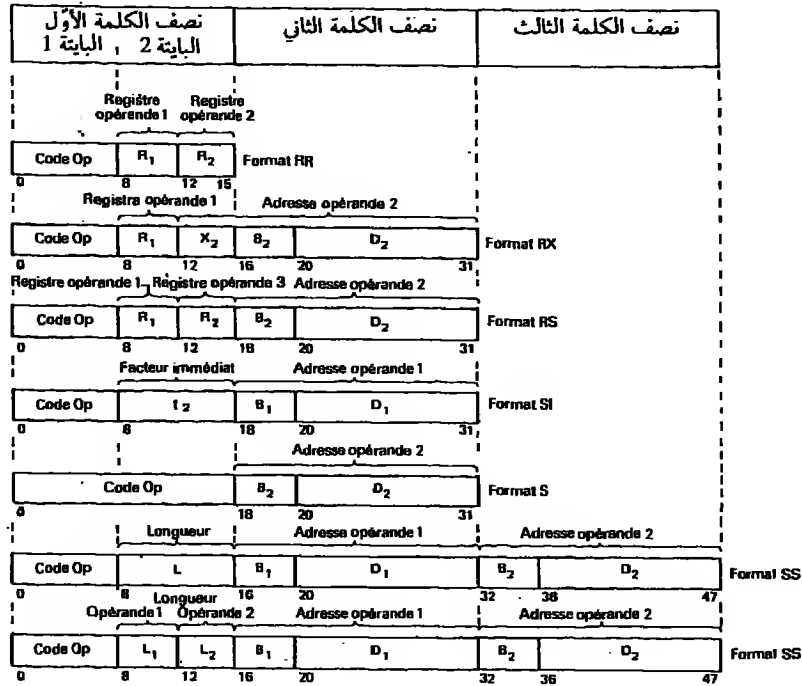 نصف الكلمة الأوّل
البايتة 1 البايتة 2
نصف الكلمة الثاني
نصف الكلمة الثالث
Registre opérande 1
Registre opérande 2
Code Op R1 R2 Format RR
0 8 12 15
Registre opérande 1 Adresse opérande 2
Code Op R1 X2 B2 D2 Format RX
0 8 12 16 20 31
Registre opérande 1 Registre opérande 3 Adresse opérande 2
Code Op R1 R2 B2 D2 Format RS
0 8 12 16 20 31
Facteur immédiat Adresse opérande 1
Code Op I2 B1 D1 Format SI
0 8 16 20 31
Adresse opérande 2
Code Op B2 D2 Format S
0 16 20 31
Longueur Adresse opérande 1 Adresse opérande 2
Code Op L B1 D1 B2 D2 Format SS
0 8 16 20 32 36 47
Longueur
Opérande 1 Opérande 2 Adresse opérande 1 Adresse opérande 2
Code Op L1 L2 B1 D1 B2 D2 Format SS
0 8 12 16 20 32 36 47